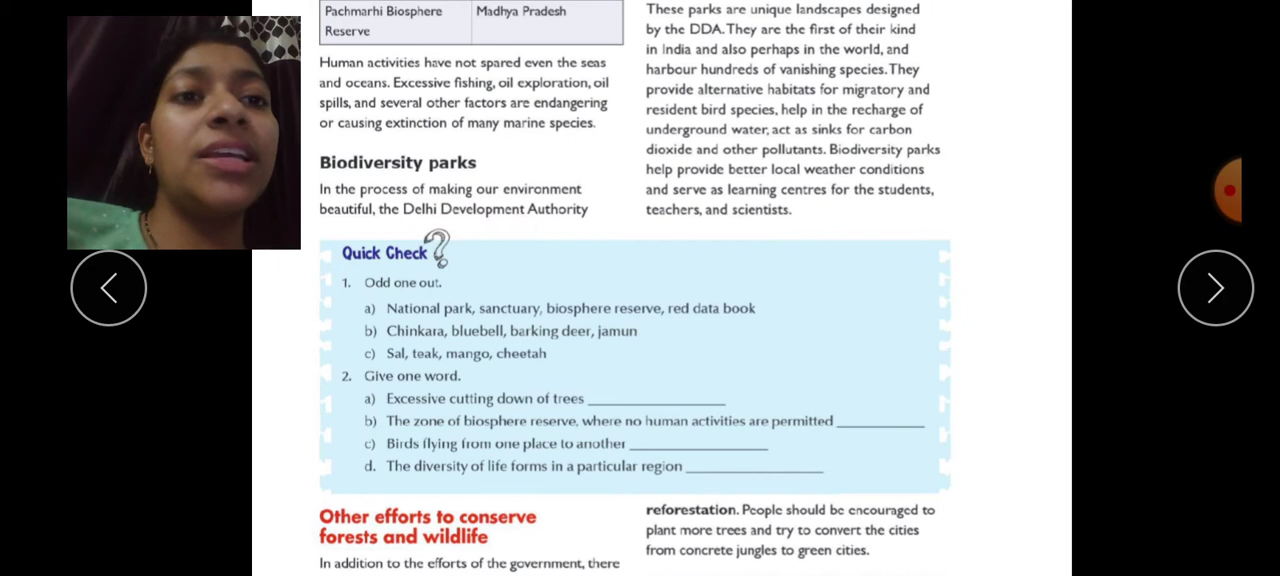 Pachmarhi Biosphere
Reserve
Madhya Pradesh
Human activities have not spared even the seas
and oceans. Excessive fishing, oil exploration, oil
spills, and several other factors are endangering
or causing extinction of many marine species.
Biodiversity parks
In the process of making our environment
beautiful, the Delhi Development Authority
These parks are unique landscapes designed
by the DDA. They are the first of their kind
in India and also perhaps in the world, and
harbour hundreds of vanishing species. They
provide alternative habitats for migratory and
resident bird species, help in the recharge of
underground water, act as sinks for carbon
dioxide and other pollutants. Biodiversity parks
help provide better local weather conditions
and serve as learning centres for the students,
teachers, and scientists.
Quick Check ?
1. Odd one out.
a) National park, sanctuary, biosphere reserve, red data book
b) Chinkara, bluebell, barking deer, jamun
c) Sal, teak, mango, cheetah
2. Give one word.
a) Excessive cutting down of trees ____________
b) The zone of biosphere reserve, where no human activities are permitted ____________
c) Birds flying from one place to another ____________
d. The diversity of life forms in a particular region ____________
Other efforts to conserve
forests and wildlife
In addition to the efforts of the government, there
reforestation. People should be encouraged to
plant more trees and try to convert the cities
from concrete jungles to green cities.